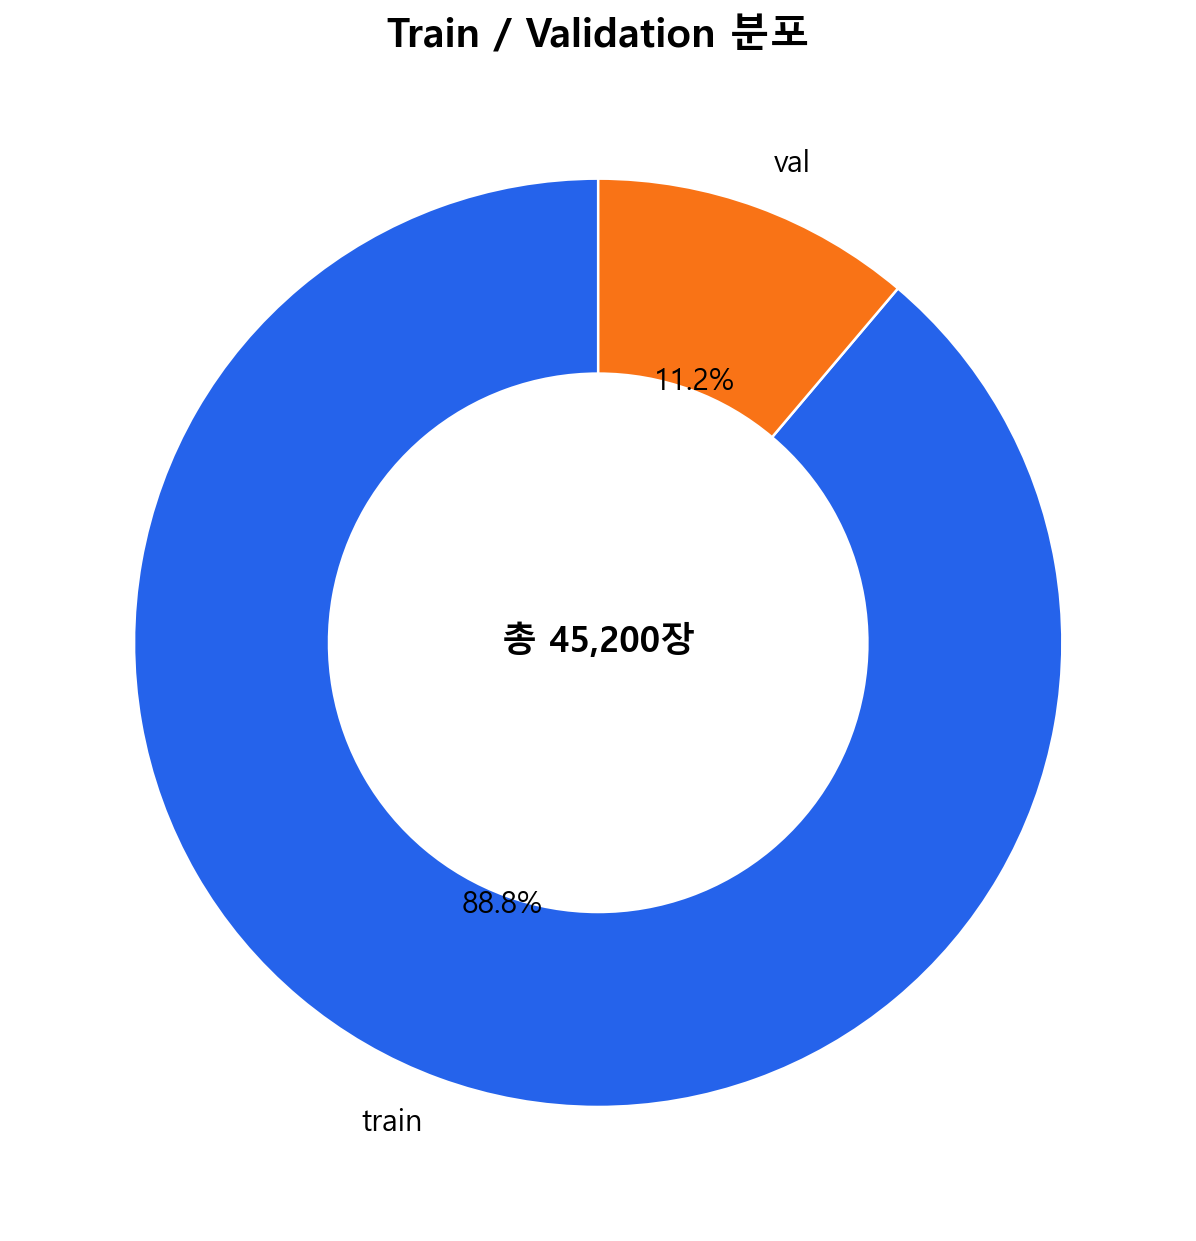 Train / Validation 분포
val
11.2%
총 45,200장
88.8%
train